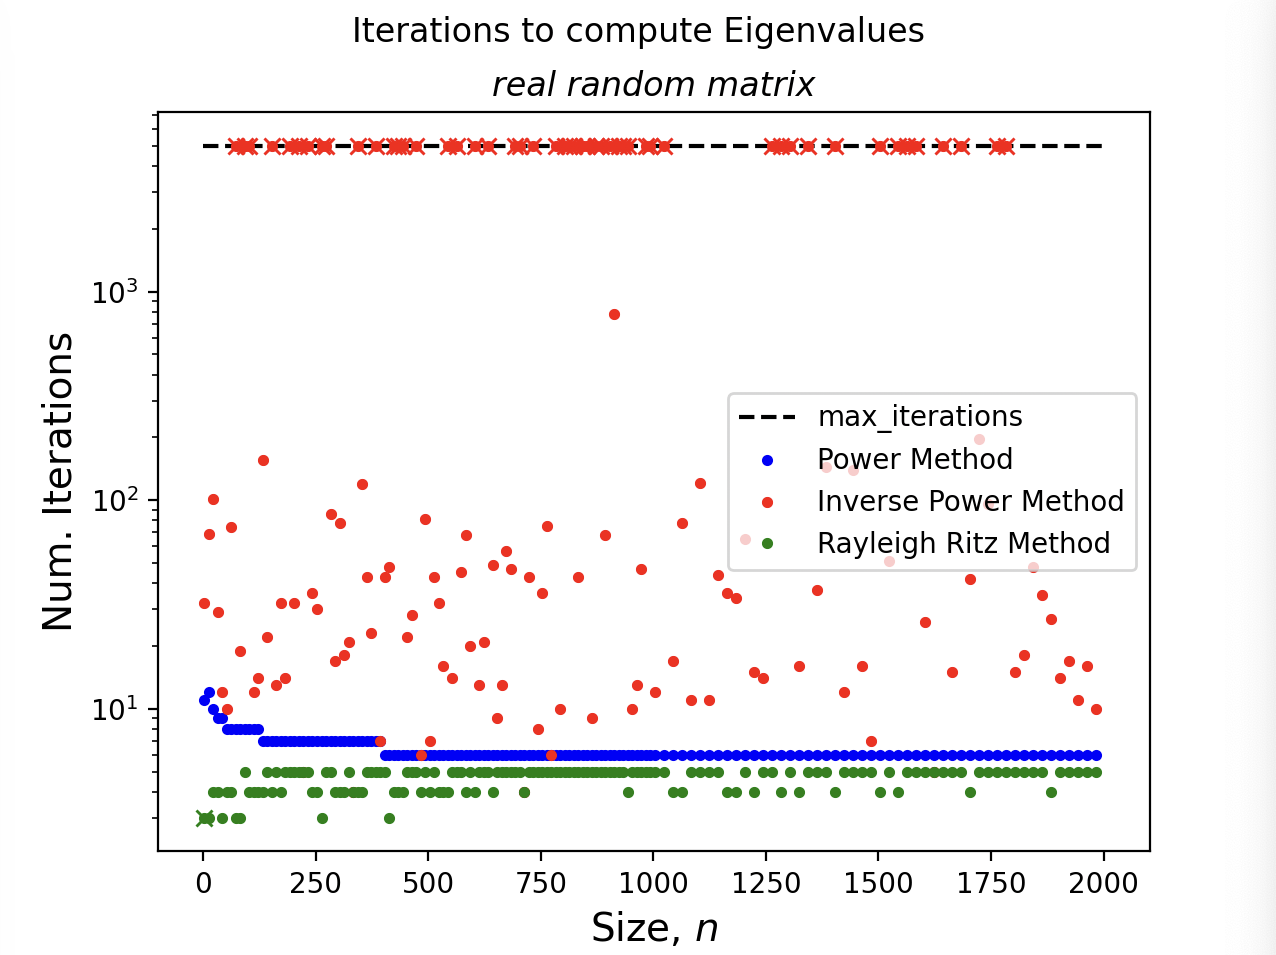 Iterations to compute Eigenvalues
real random matrix
Num. Iterations
10³
10²
10¹
max_iterations
Power Method
Inverse Power Method
Rayleigh Ritz Method
0 250 500 750 1000 1250 1500 1750 2000
Size, n